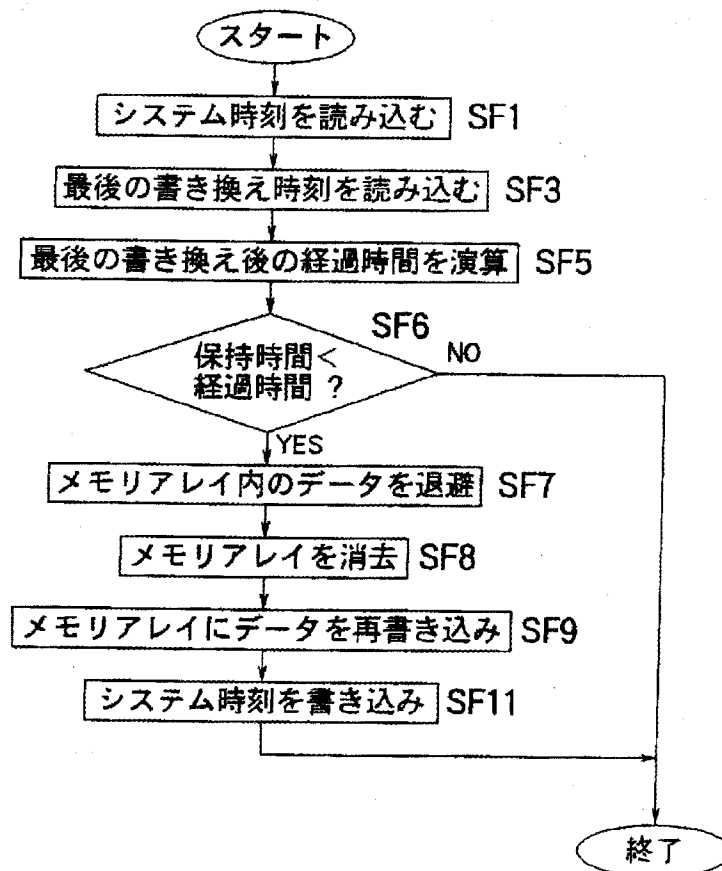 スタート
システム時刻を読み込む SF1
最後の書き換え時刻を読み込む SF3
最後の書き換え後の経過時間を演算 SF5
SF6
保持時間<
経過時間 ?
NO
YES
メモリアレイ内のデータを退避 SF7
メモリアレイを消去 SF8
メモリアレイにデータを再書き込み SF9
システム時刻を書き込み SF11
終了